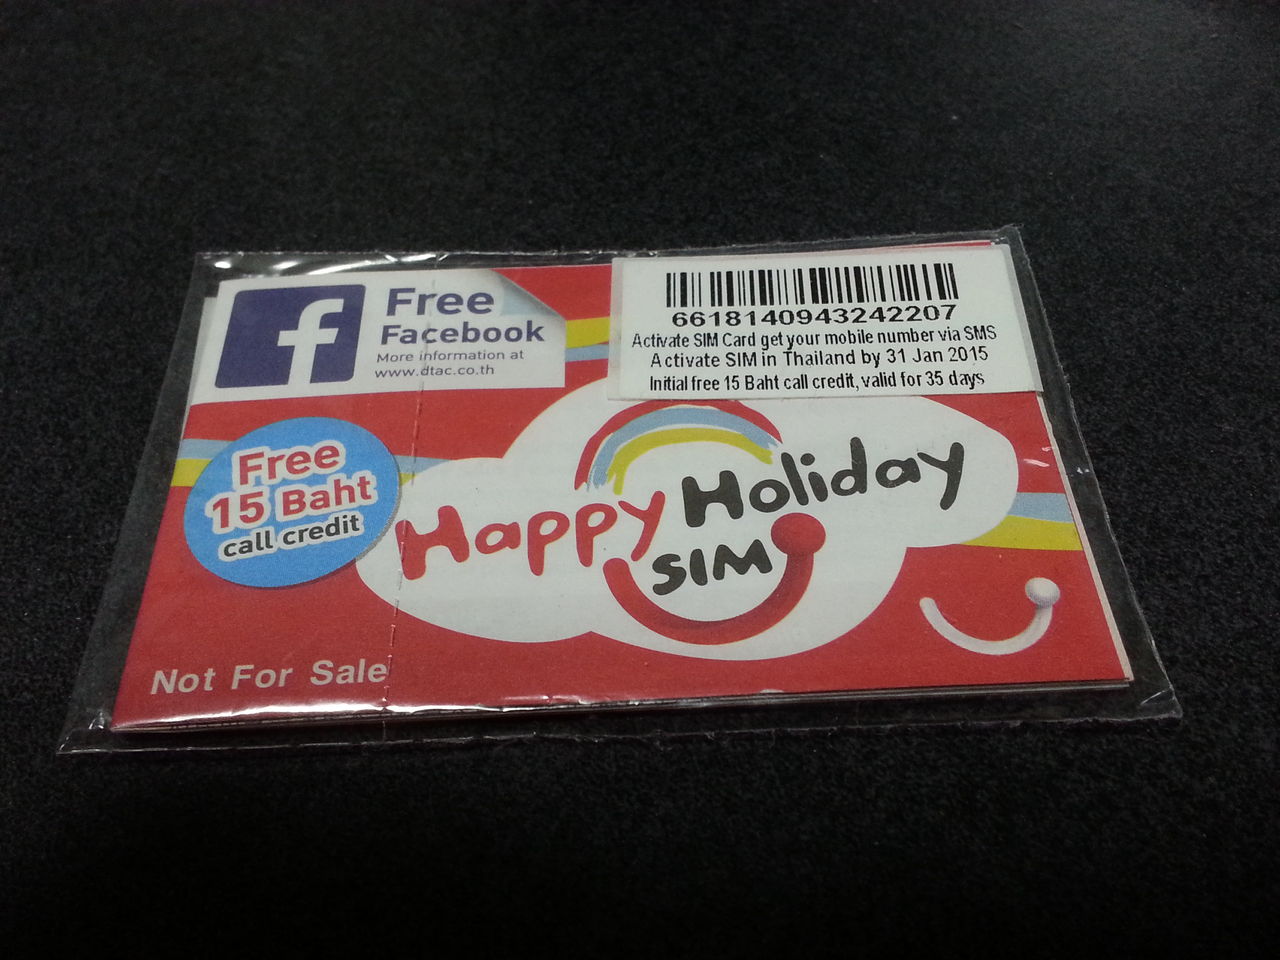 f
Free
Facebook
More information at
www.dtac.co.th
66181409432422​07
Activate SIM Card get your mobile number via SMS
Activate SIM in Thailand by 31 Jan 2015
Initial free 15 Baht call credit, valid for 35 days
Free
15 Baht
call credit
Happy Holiday
SIM
Not For Sale